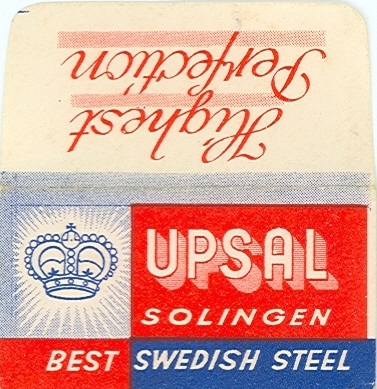 Highest
Perfection
UPSAL
SOLINGEN
BEST SWEDISH STEEL